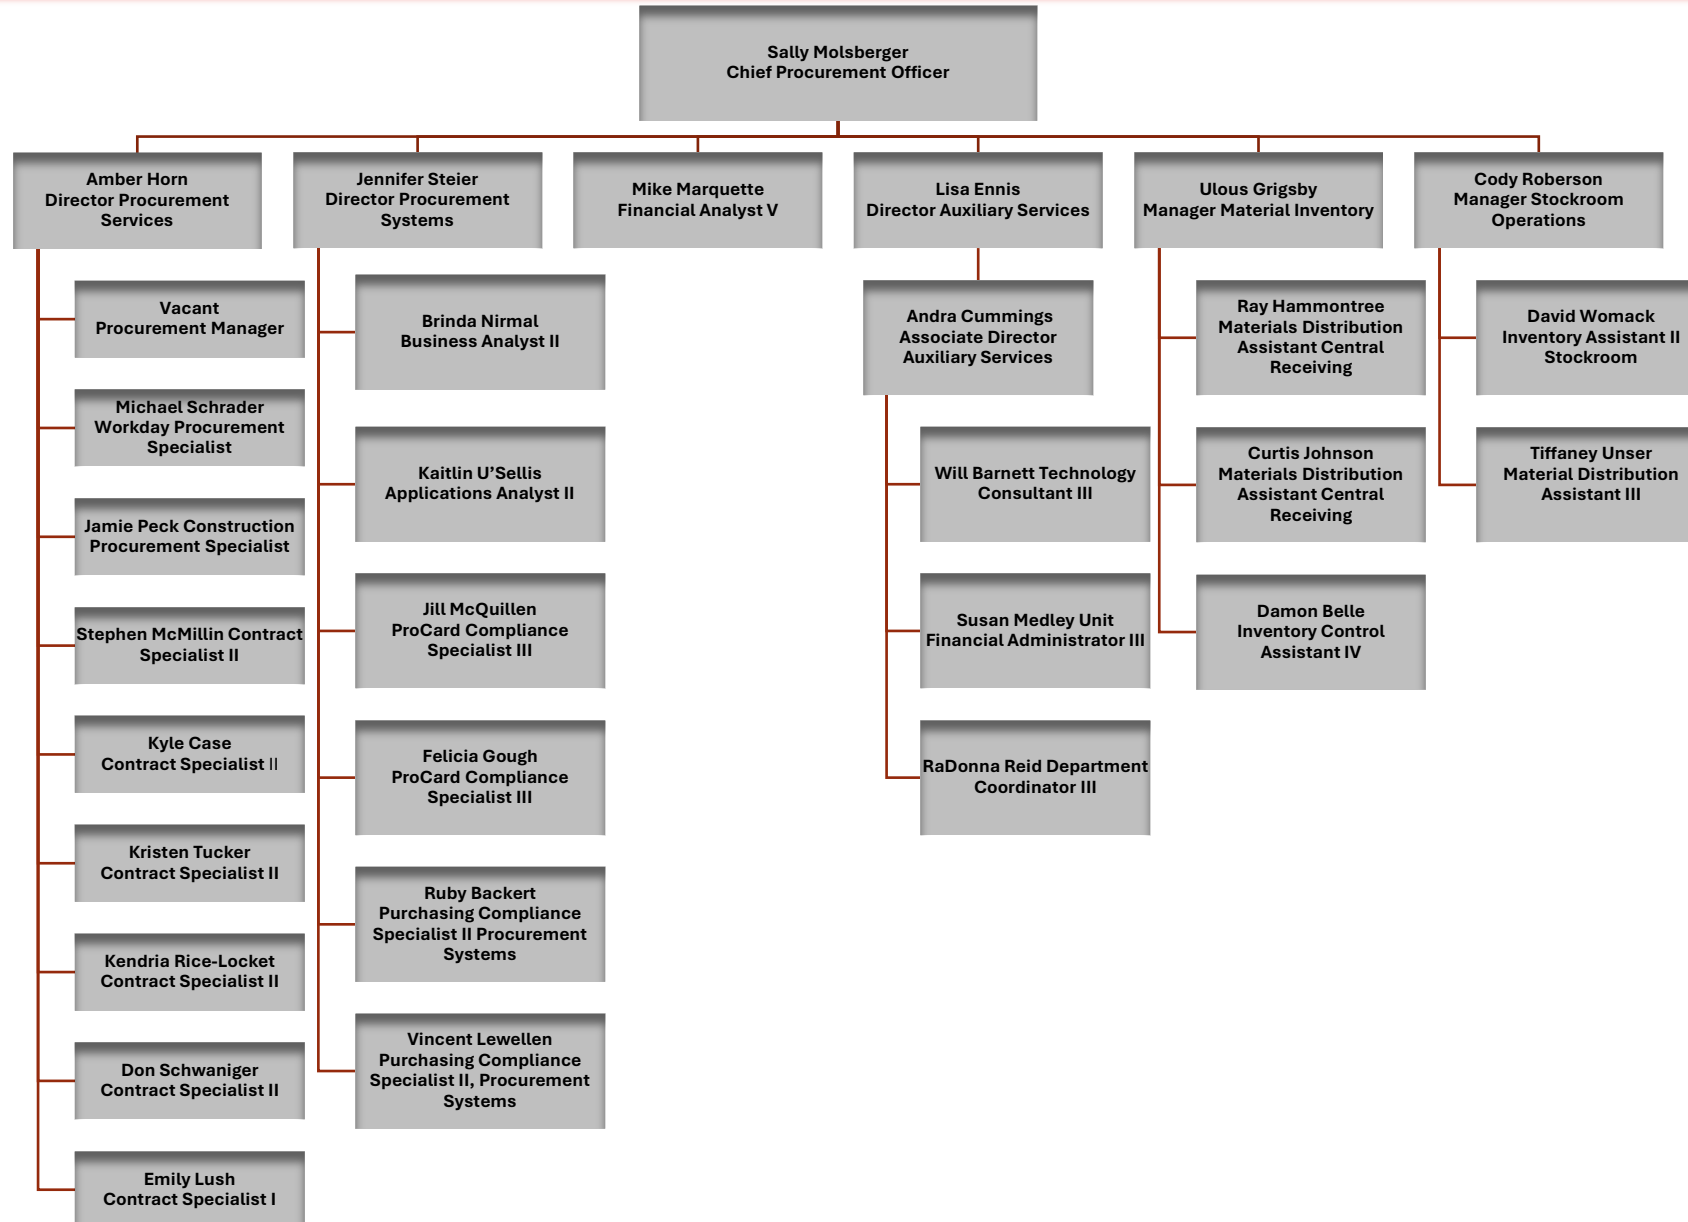 Sally Molsberger
Chief Procurement Officer
Amber Horn
Director Procurement
Services
Jennifer Steier
Director Procurement
Systems
Mike Marquette
Financial Analyst V
Lisa Ennis
Director Auxiliary Services
Ulous Grigsby
Manager Material Inventory
Cody Roberson
Manager Stockroom
Operations
Vacant
Procurement Manager
Michael Schrader
Workday Procurement
Specialist
Jamie Peck Construction
Procurement Specialist
Stephen McMillin Contract
Specialist II
Kyle Case
Contract Specialist II
Kristen Tucker
Contract Specialist II
Kendria Rice-Locket
Contract Specialist II
Don Schwaniger
Contract Specialist II
Emily Lush
Contract Specialist I
Brinda Nirmal
Business Analyst II
Kaitlin U’Sellis
Applications Analyst II
Jill McQuillen
ProCard Compliance
Specialist III
Felicia Gough
ProCard Compliance
Specialist III
Ruby Backert
Purchasing Compliance
Specialist II Procurement
Systems
Vincent Lewellen
Purchasing Compliance
Specialist II, Procurement
Systems
Andra Cummings
Associate Director
Auxiliary Services
Will Barnett Technology
Consultant III
Susan Medley Unit
Financial Administrator III
RaDonna Reid Department
Coordinator III
Ray Hammontree
Materials Distribution
Assistant Central
Receiving
Curtis Johnson
Materials Distribution
Assistant Central
Receiving
Damon Belle
Inventory Control
Assistant IV
David Womack
Inventory Assistant II
Stockroom
Tiffaney Unser
Material Distribution
Assistant III